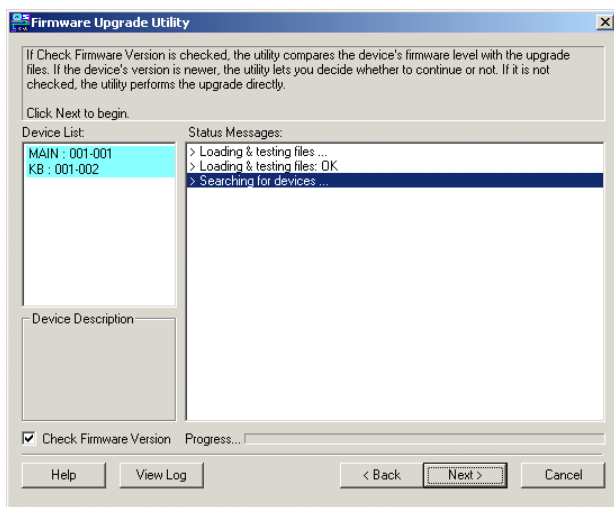 Firmware Upgrade Utility
If Check Firmware Version is checked, the utility compares the device's firmware level with the upgrade
files. If the device's version is newer, the utility lets you decide whether to continue or not. If it is not
checked, the utility performs the upgrade directly.
Click Next to begin.
Device List:
MAIN : 001-001
KB : 001-002
Status Messages:
> Loading & testing files ...
> Loading & testing files: OK
> Searching for devices ...
Device Description
Check Firmware Version
Progress...
Help
View Log
< Back
Next >
Cancel